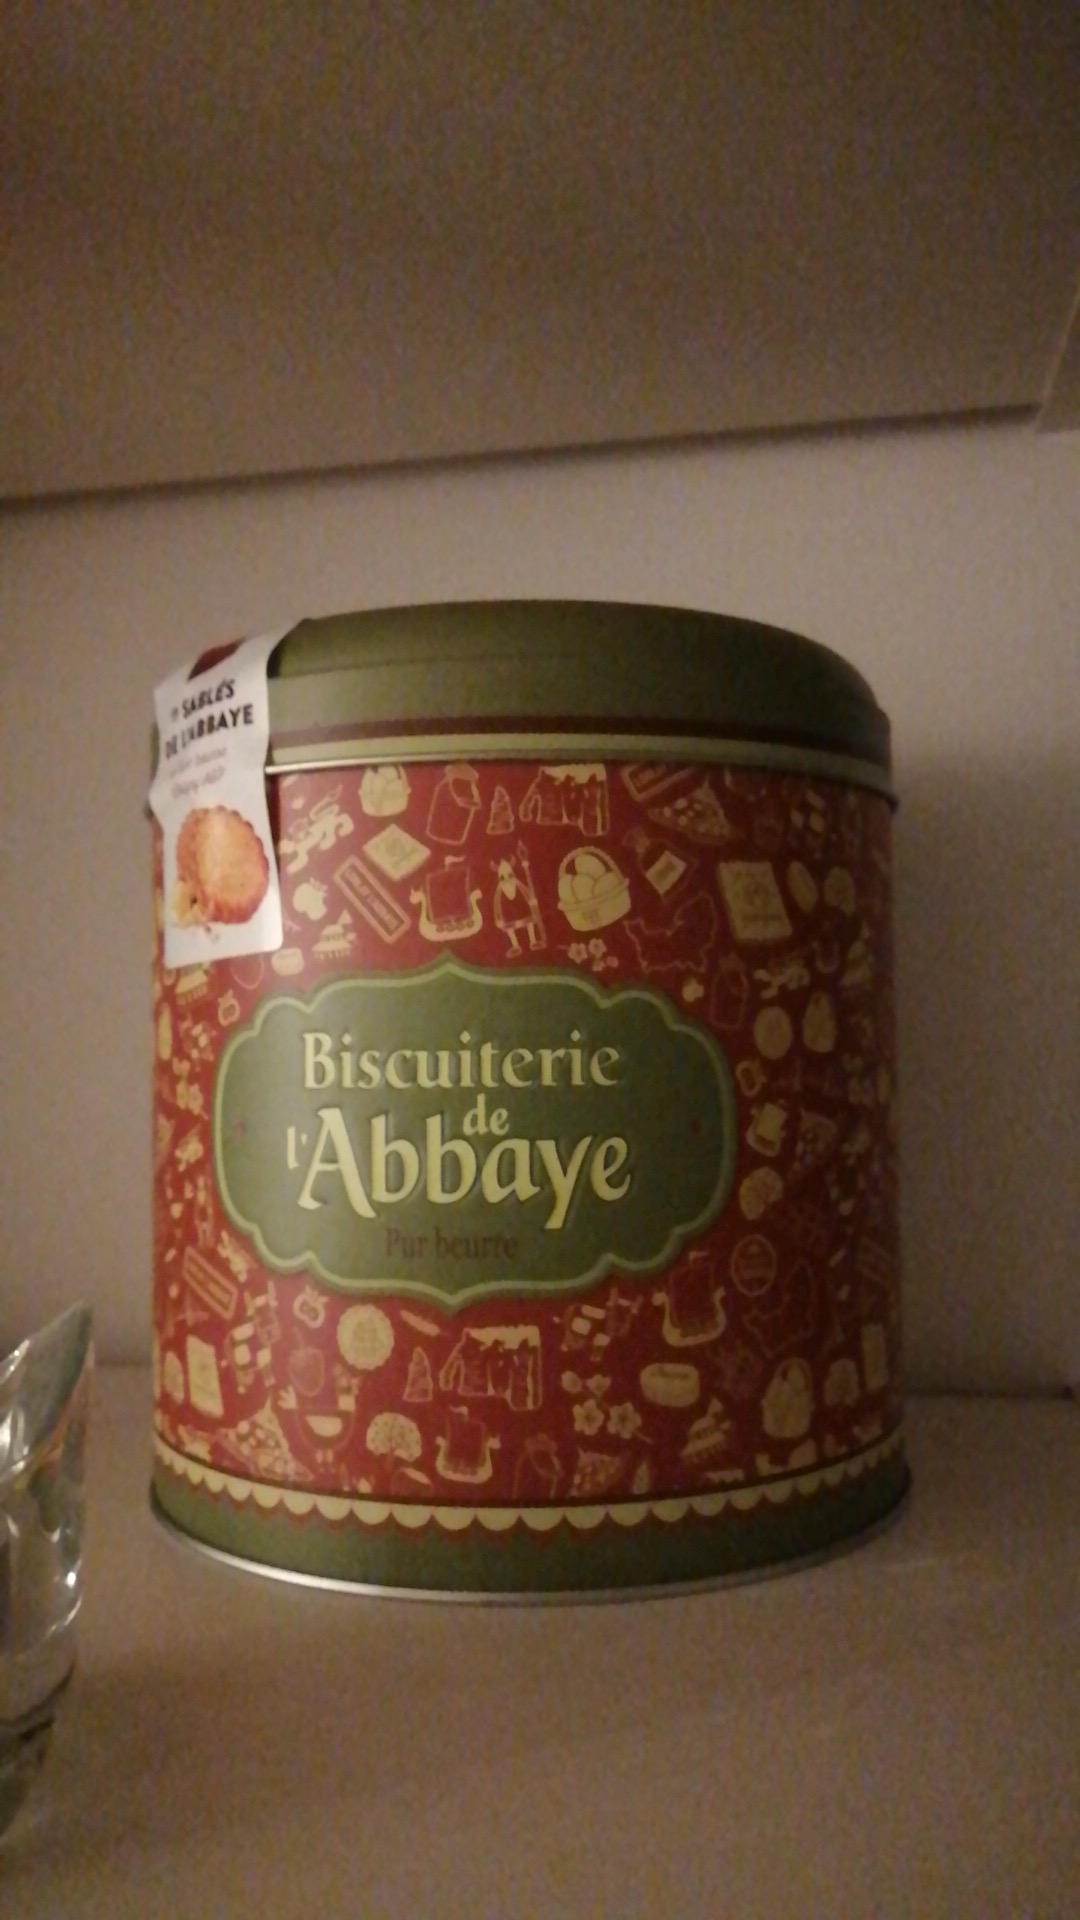 SABLÉS
DE L'ABBAYE
Biscuiterie
de
l'Abbaye
Pur beurre